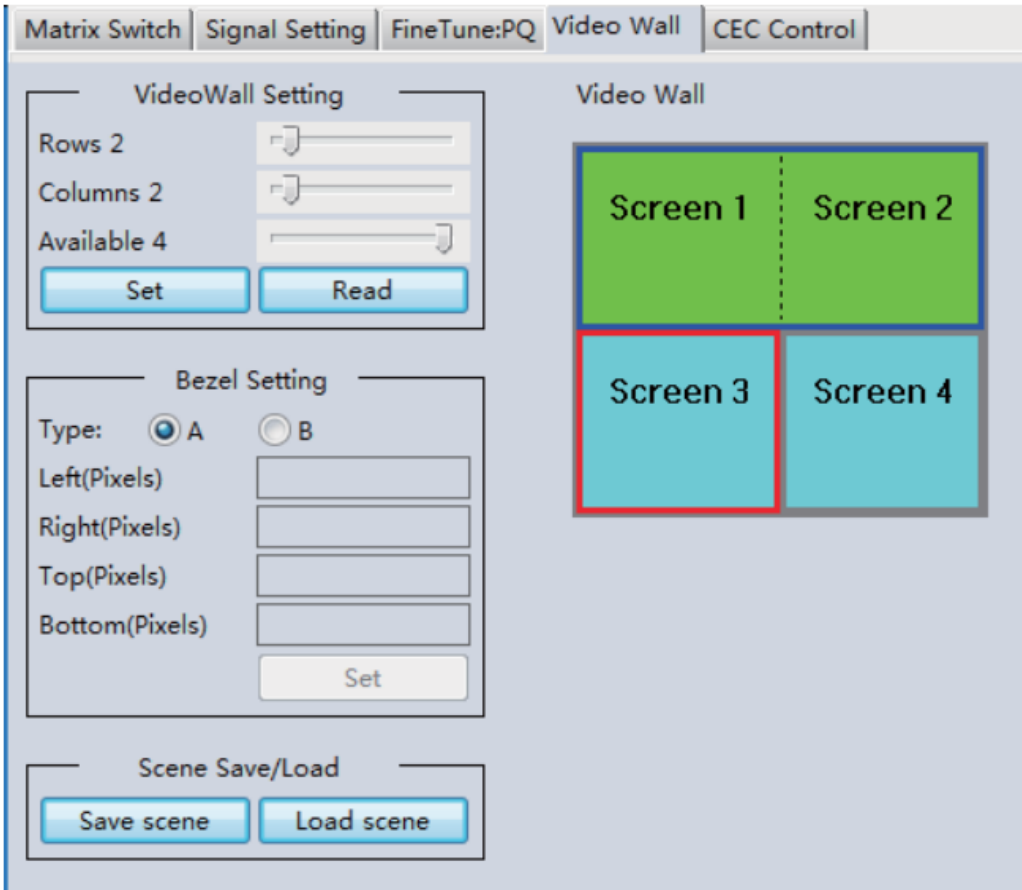 Matrix Switch Signal Setting FineTune:PQ Video Wall CEC Control
VideoWall Setting
Rows 2
Columns 2
Available 4
Set Read
Bezel Setting
Type: A B
Left(Pixels)
Right(Pixels)
Top(Pixels)
Bottom(Pixels)
Set
Scene Save/Load
Save scene Load scene
Video Wall
Screen 1 Screen 2
Screen 3 Screen 4